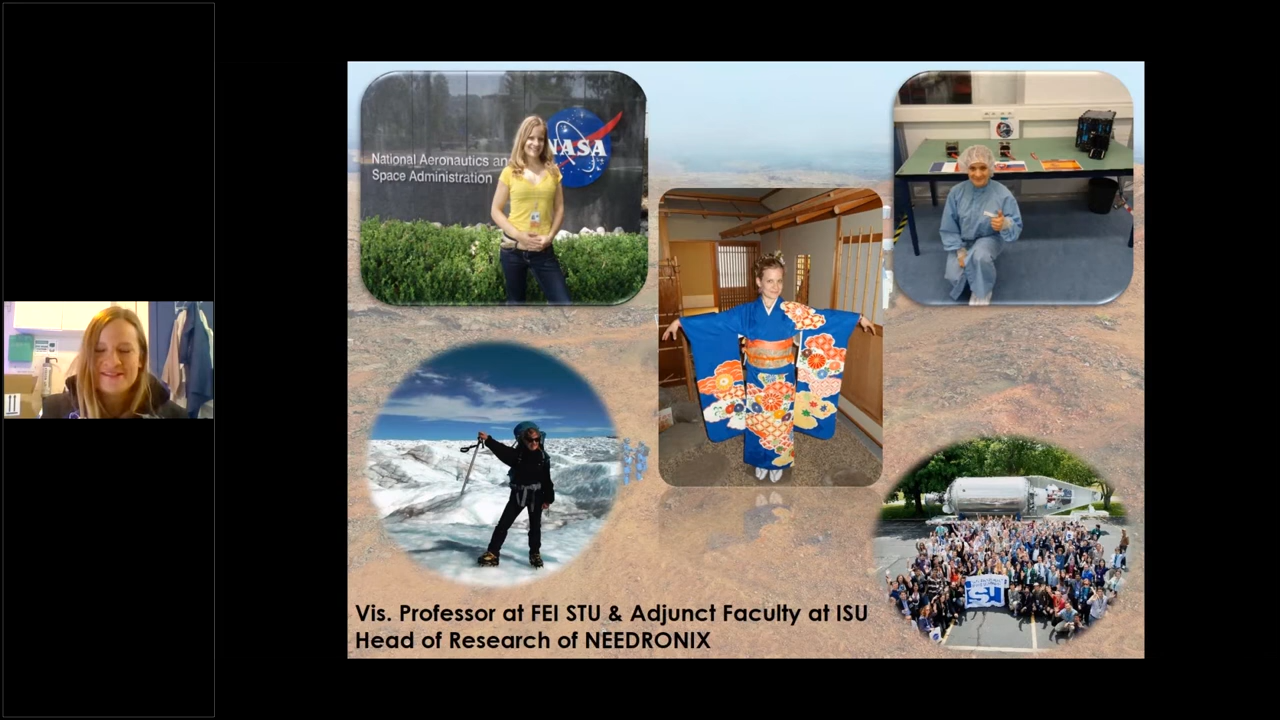 National Aeronautics and
Space Administration
NASA
ISU
Vis. Professor at FEI STU & Adjunct Faculty at ISU
Head of Research of NEEDRONIX